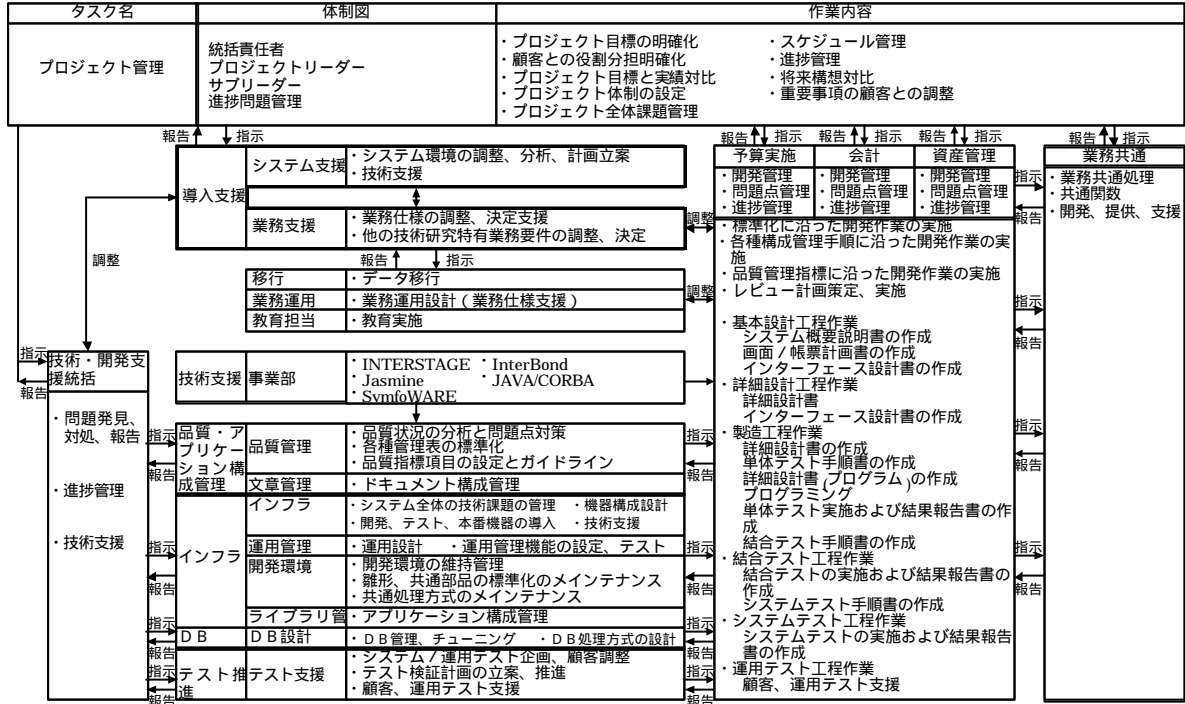 タスク名
体制図
作業内容
プロジェクト管理
統括責任者
プロジェクトリーダー
サブリーダー
進捗問題管理
・プロジェクト目標の明確化
・顧客との役割分担明確化
・プロジェクト目標と実績対比
・プロジェクト体制の設定
・プロジェクト全体課題管理
・スケジュール管理
・進捗管理
・将来構想対比
・重要事項の顧客との調整
報告 指示
報告 指示 報告 指示 報告 指示
報告 指示
導入支援
システム支援
・システム環境の調整、分析、計画立案
・技術支援
業務支援
・業務仕様の調整、決定支援
・他の技術研究特有業務要件の調整、決定
調整
報告 指示
調整
移行
・データ移行
業務運用
・業務運用設計(業務仕様支援)
教育担当
・教育実施
調整
指示
報告
技術・開発支
援統括
・問題発見、
対処、報告
・進捗管理
・技術支援
技術支援
事業部
・INTERSTAGE ・InterBond
・Jasmine ・JAVA/CORBA
・SymfoWARE
指示
報告
品質・ア
プリケー
ション構
成管理
品質管理
・品質状況の分析と問題点対策
・各種管理表の標準化
・品質指標項目の設定とガイドライン
文章管理
・ドキュメント構成管理
指示
報告
指示
報告
インフラ
インフラ
・システム全体の技術課題の管理 ・機器構成設計
・開発、テスト、本番機器の導入 ・技術支援
運用管理
・運用設計 ・運用管理機能の設定、テスト
開発環境
・開発環境の維持管理
・雛形、共通部品の標準化のメインテナンス
・共通処理方式のメインテナンス
ライブラリ管
・アプリケーション構成管理
指示
報告
指示
報告
DB
DB設計
・DB管理、チューニング ・DB処理方式の設計
指示
報告
指示
報告
テスト推
進
テスト支援
・システム/運用テスト企画、顧客調整
・テスト検証計画の立案、推進
・顧客、運用テスト支援
指示
報告
予算実施
・開発管理
・問題点管理
・進捗管理
会計
・開発管理
・問題点管理
・進捗管理
資産管理
・開発管理
・問題点管理
・進捗管理
・標準化に沿った開発作業の実施
・各種構成管理手順に沿った開発作業の実
施
・品質管理指標に沿った開発作業の実施
・レビュー計画策定、実施
・基本設計工程作業
システム概要説明書の作成
画面/帳票計画書の作成
インターフェース設計書の作成
・詳細設計工程作業
詳細設計書
インターフェース設計書の作成
・製造工程作業
詳細設計書の作成
単体テスト手順書の作成
詳細設計書(プログラム)の作成
プログラミング
単体テスト実施および結果報告書の作
成
結合テスト手順書の作成
・結合テスト工程作業
結合テストの実施および結果報告書の
作成
システムテスト手順書の作成
・システムテスト工程作業
システムテストの実施および結果報告
書の作成
・運用テスト工程作業
顧客、運用テスト支援
指示
報告
指示
報告
指示
報告
指示
報告
業務共通
・業務共通処理
・共通関数
・開発、提供、支援